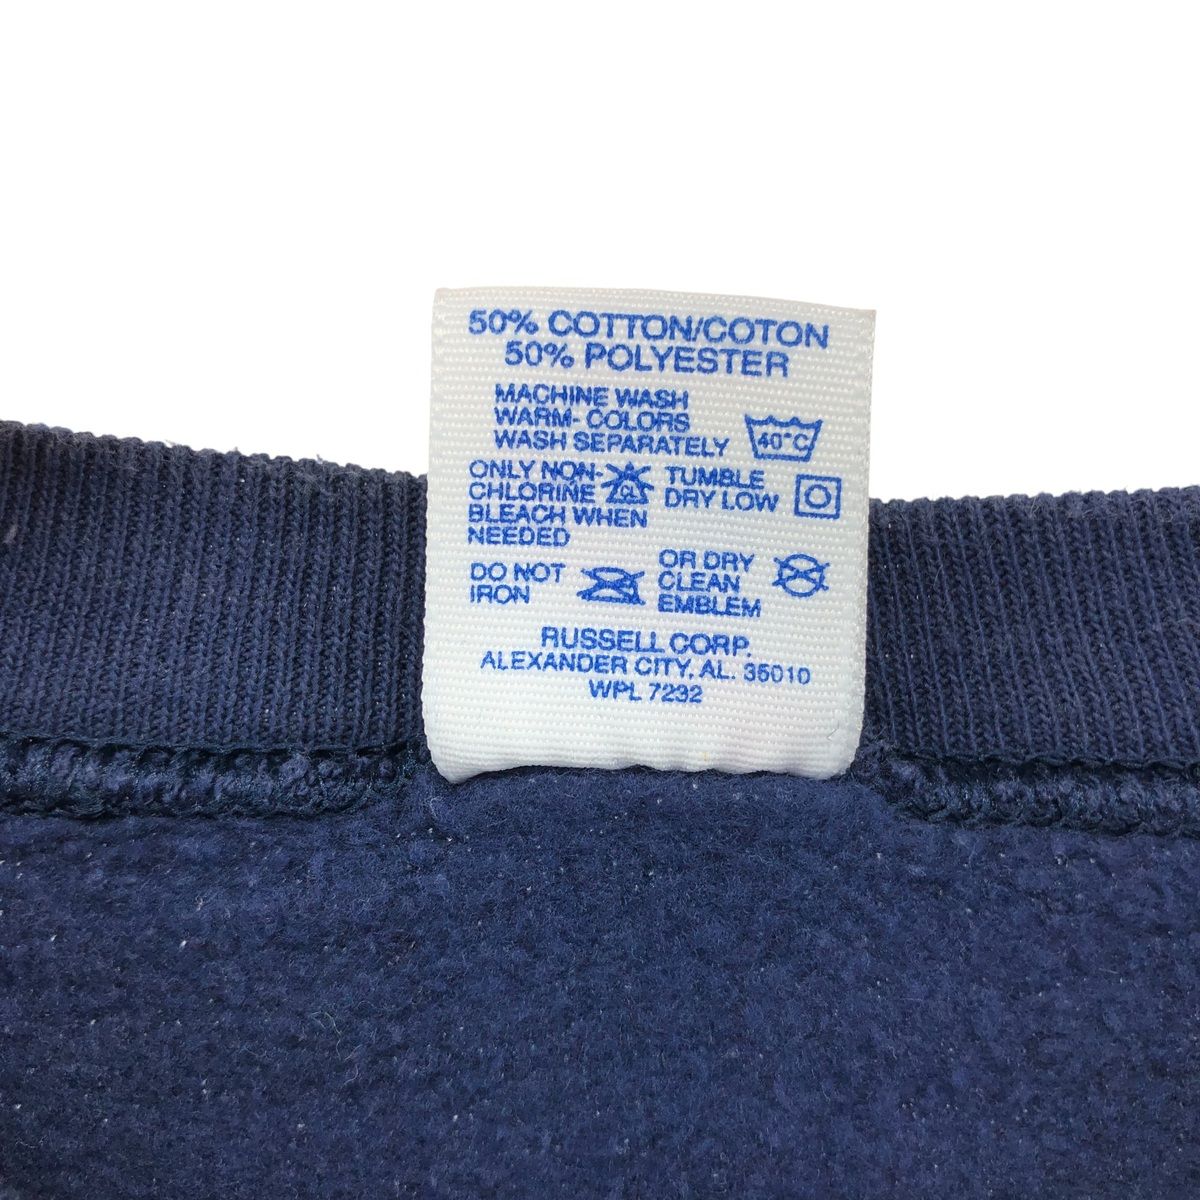 50% COTTON/COTON
50% POLYESTER
MACHINE WASH
WARM- COLORS
WASH SEPARATELY
40°C
ONLY NON-
CHLORINE
BLEACH WHEN
NEEDED
CL
TUMBLE
DRY LOW
DO NOT
IRON
OR DRY
CLEAN
EMBLEM
RUSSELL CORP.
ALEXANDER CITY, AL. 35010
WPL 7232